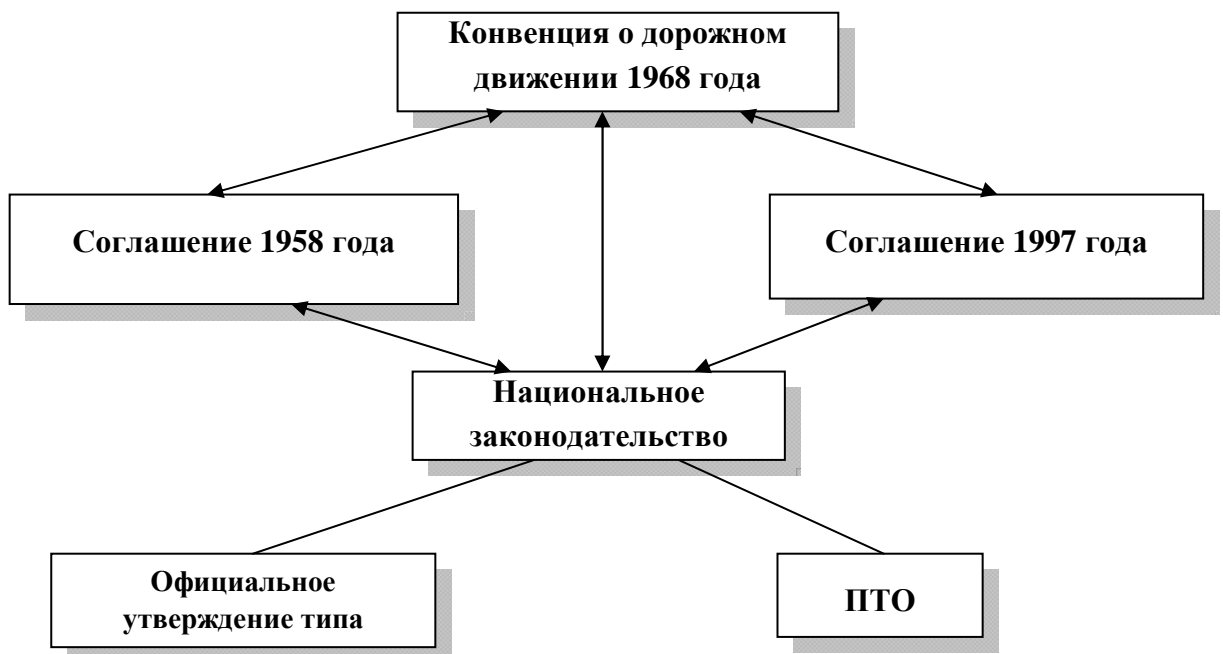 Конвенция о дорожном
движении 1968 года
Соглашение 1958 года
Соглашение 1997 года
Национальное
законодательство
Официальное
утверждение типа
ПТО